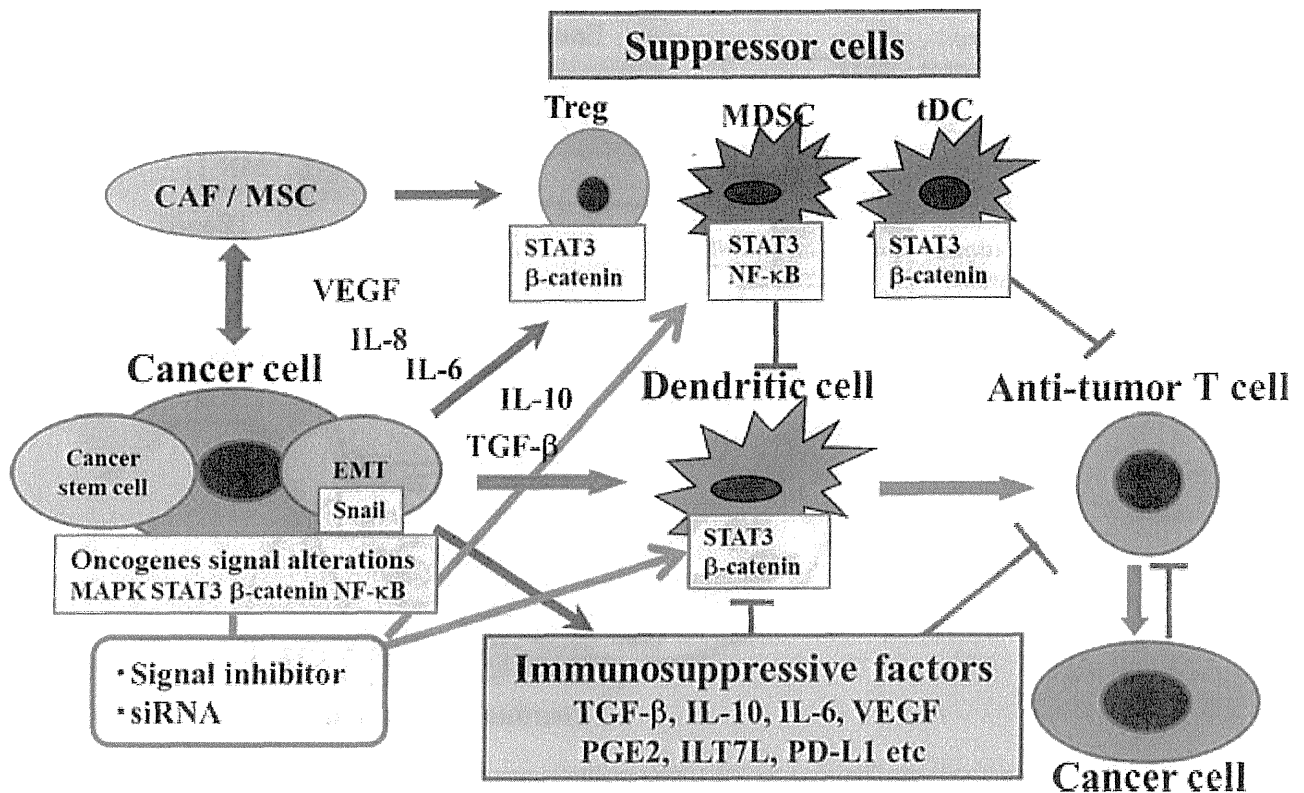 Suppressor cells
Treg
MDSC
tDC
CAF / MSC
STAT3
β-catenin
STAT3
NF-κB
STAT3
β-catenin
VEGF
IL-8
IL-6
IL-10
TGF-β
Cancer cell
Dendritic cell
Anti-tumor T cell
Cancer
stem cell
EMT
Snail
STAT3
β-catenin
Oncogenes signal alterations
MAPK STAT3 β-catenin NF-κB
・Signal inhibitor
・siRNA
Immunosuppressive factors
TGF-β, IL-10, IL-6, VEGF
PGE2, ILT7L, PD-L1 etc
Cancer cell